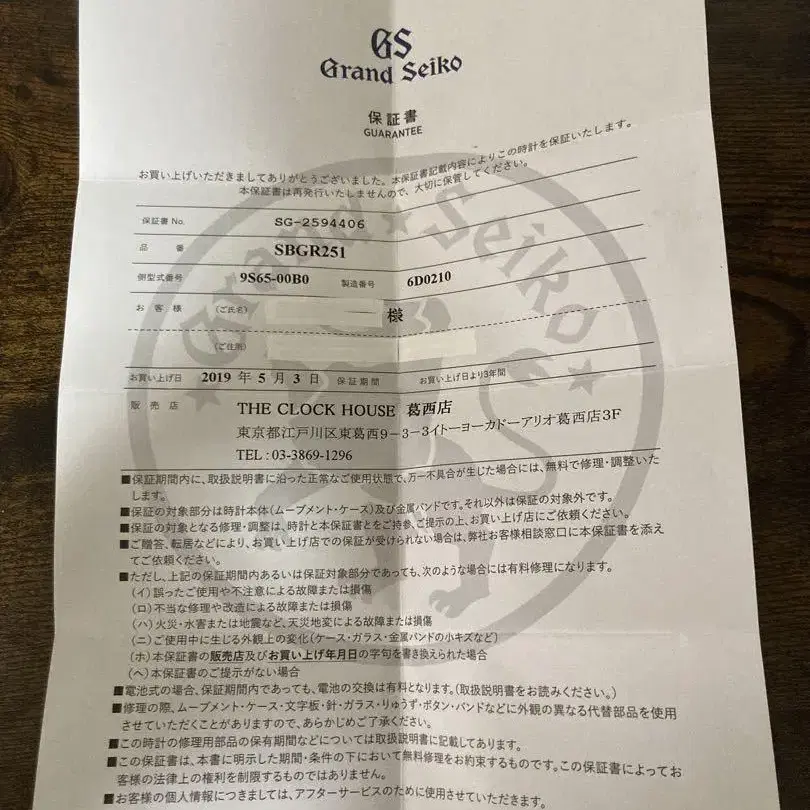 GS
Grand Seiko
保証書
GUARANTEE
お買い上げいただきましてありがとうございました。本保証書記載内容によりこの時計を保証いたします。
本保証書は再発行いたしませんので、大切に保管してください。
保証書 No. SG-2594406
品番 SBGR251
側型式番号 9S65-00B0 製造番号 6D0210
お客様 (ご氏名) 様
(ご住所)
お買い上げ日 2019 年 5 月 3 日 保証期間 お買い上げ日より3年間
販売店 THE CLOCK HOUSE 葛西店
東京都江戸川区東葛西9-3-3イトーヨーカドーアリオ葛西店3F
TEL : 03-3869-1296
Grand ★ Seiko ★ ★
■保証期間内に、取扱説明書に沿った正常なご使用状態で、万一不具合が生じた場合には、無料で修理・調整いた
します。
■保証の対象部分は時計本体(ムーブメント・ケース)及び金属バンドです。それ以外は保証の対象外です。
■保証の対象となる修理・調整は、時計と本保証書とをご持参、ご提示の上、お買い上げ店にご依頼ください。
■ご贈答、転居などにより、お買い上げ店での保証が受けられない場合は、弊社お客様相談窓口に本保証書を添え
てご依頼ください。
■ただし、上記の保証期間内あるいは保証対象部分であっても、次のような場合には有料修理になります。
(イ)誤ったご使用や不注意による故障または損傷
(ロ)不当な修理や改造による故障または損傷
(ハ)火災・水害または地震など、天災地変による故障または損傷
(ニ)ご使用中に生じる外観上の変化(ケース・ガラス・金属バンドの小キズなど)
(ホ)本保証書の販売店及びお買い上げ年月日の字句を書き換えられた場合
(ヘ)本保証書のご提示がない場合
■電池式の場合、保証期間内であっても、電池の交換は有料となります。(取扱説明書をお読みください。)
■修理の際、ムーブメント・ケース・文字板・針・ガラス・りゅうず・ボタン・バンドなどに外観の異なる代替部品を使用
させていただくことがありますので、あらかじめご了承ください。
■この時計の修理用部品の保有期間などについては取扱説明書に記載してあります。
■この保証書は、本書に明示した期間・条件の下において無料修理をお約束するものです。この保証書によってお
客様の法律上の権利を制限するものではありません。
■お客様の個人情報につきましては、アフターサービスのために使用させていただきます。